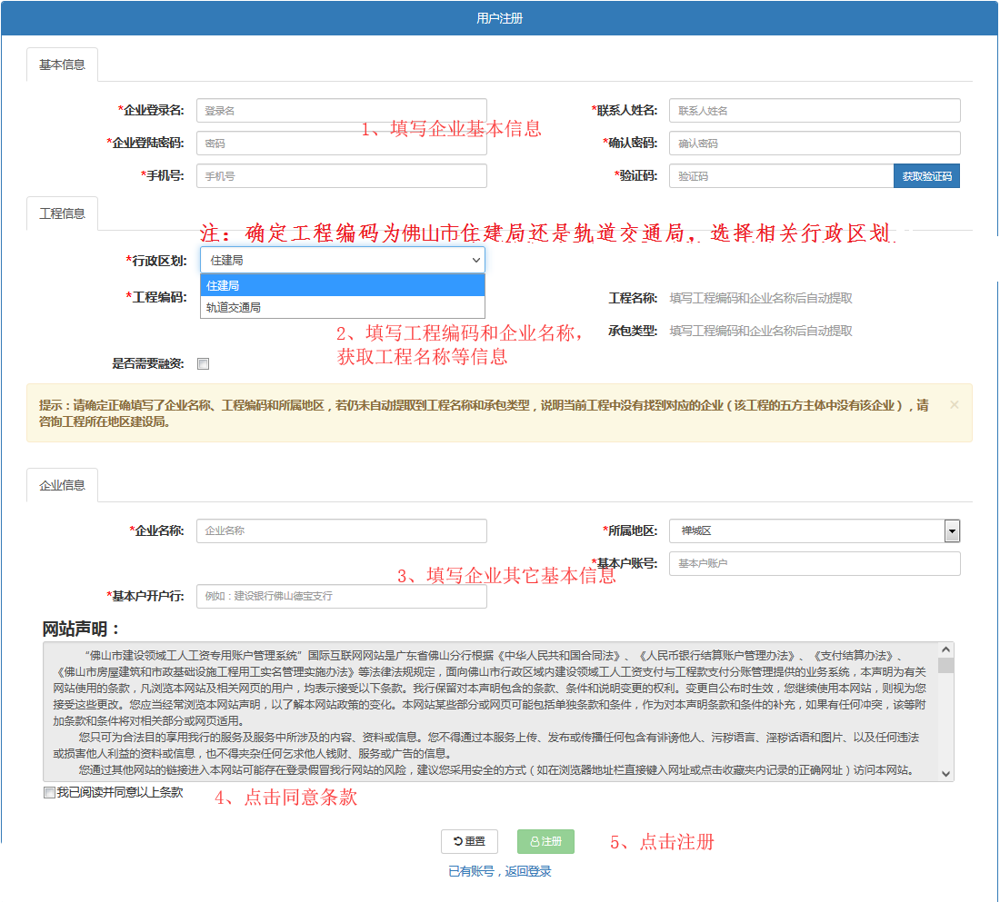 用户注册
基本信息
*企业登录名: 登录名 *联系人姓名: 联系人姓名
1、填写企业基本信息
*企业登陆密码: 密码 *确认密码: 确认密码
*手机号: 手机号 *验证码: 验证码 获取验证码
工程信息
注：确定工程编码为佛山市住建局还是轨道交通局，选择相关行政区划
*行政区划: 住建局
住建局
*工程编码: 工程名称: 填写工程编码和企业名称后自动提取
轨道交通局
2、填写工程编码和企业名称， 承包类型: 填写工程编码和企业名称后自动提取
获取工程名称等信息
是否需要融资:
提示：请确定正确填写了企业名称、工程编码和所属地区，若仍未自动提取到工程名称和承包类型，说明当前工程中没有找到对应的企业（该工程的五方主体中没有该企业），请 ×
咨询工程所在地区建设局。
企业信息
*企业名称: 企业名称 *所属地区: 禅城区
*基本户账号: 基本户账户
3、填写企业其它基本信息
*基本户开户行: 例如：建设银行佛山德宝支行
网站声明：
“佛山市建设领域工人工资专用账户管理系统”国际互联网网站是广东省佛山分行根据《中华人民共和国合同法》、《人民币银行结算账户管理办法》、《支付结算办法》、
《佛山市房屋建筑和市政基础设施工程用工实名管理实施办法》等法律法规规定，面向佛山市行政区域内建设领域工人工资支付与工程款支付分账管理提供的业务系统，本声明为有关
网站使用的条款，凡浏览本网站及相关网页的用户，均表示接受以下条款。我行保留对本声明包含的条款、条件和说明变更的权利。变更自公布时生效，您继续使用本网站，则视为您
接受这些更改。您应当经常浏览本网站声明，以了解本网站政策的变化。本网站某些部分或网页可能包括单独条款和条件，作为对本声明条款和条件的补充，如果有任何冲突，该等附
加条款和条件将对相关部分或网页适用。
您只可为合法目的享用我行的服务及服务中所涉及的内容、资料或信息。您不得通过本服务上传、发布或传播任何包含有诽谤他人、污秽语言、淫秽话语和图片、以及任何违法
或损害他人利益的资料或信息，也不得夹杂任何乞求他人钱财、服务或广告的信息。
您通过其他网站的链接进入本网站可能存在登录假冒我行网站的风险，建议您采用安全的方式（如在浏览器地址栏直接键入网址或点击收藏夹内记录的正确网址）访问本网站。
我已阅读并同意以上条款 4、点击同意条款
重置 注册 5、点击注册
已有账号，返回登录